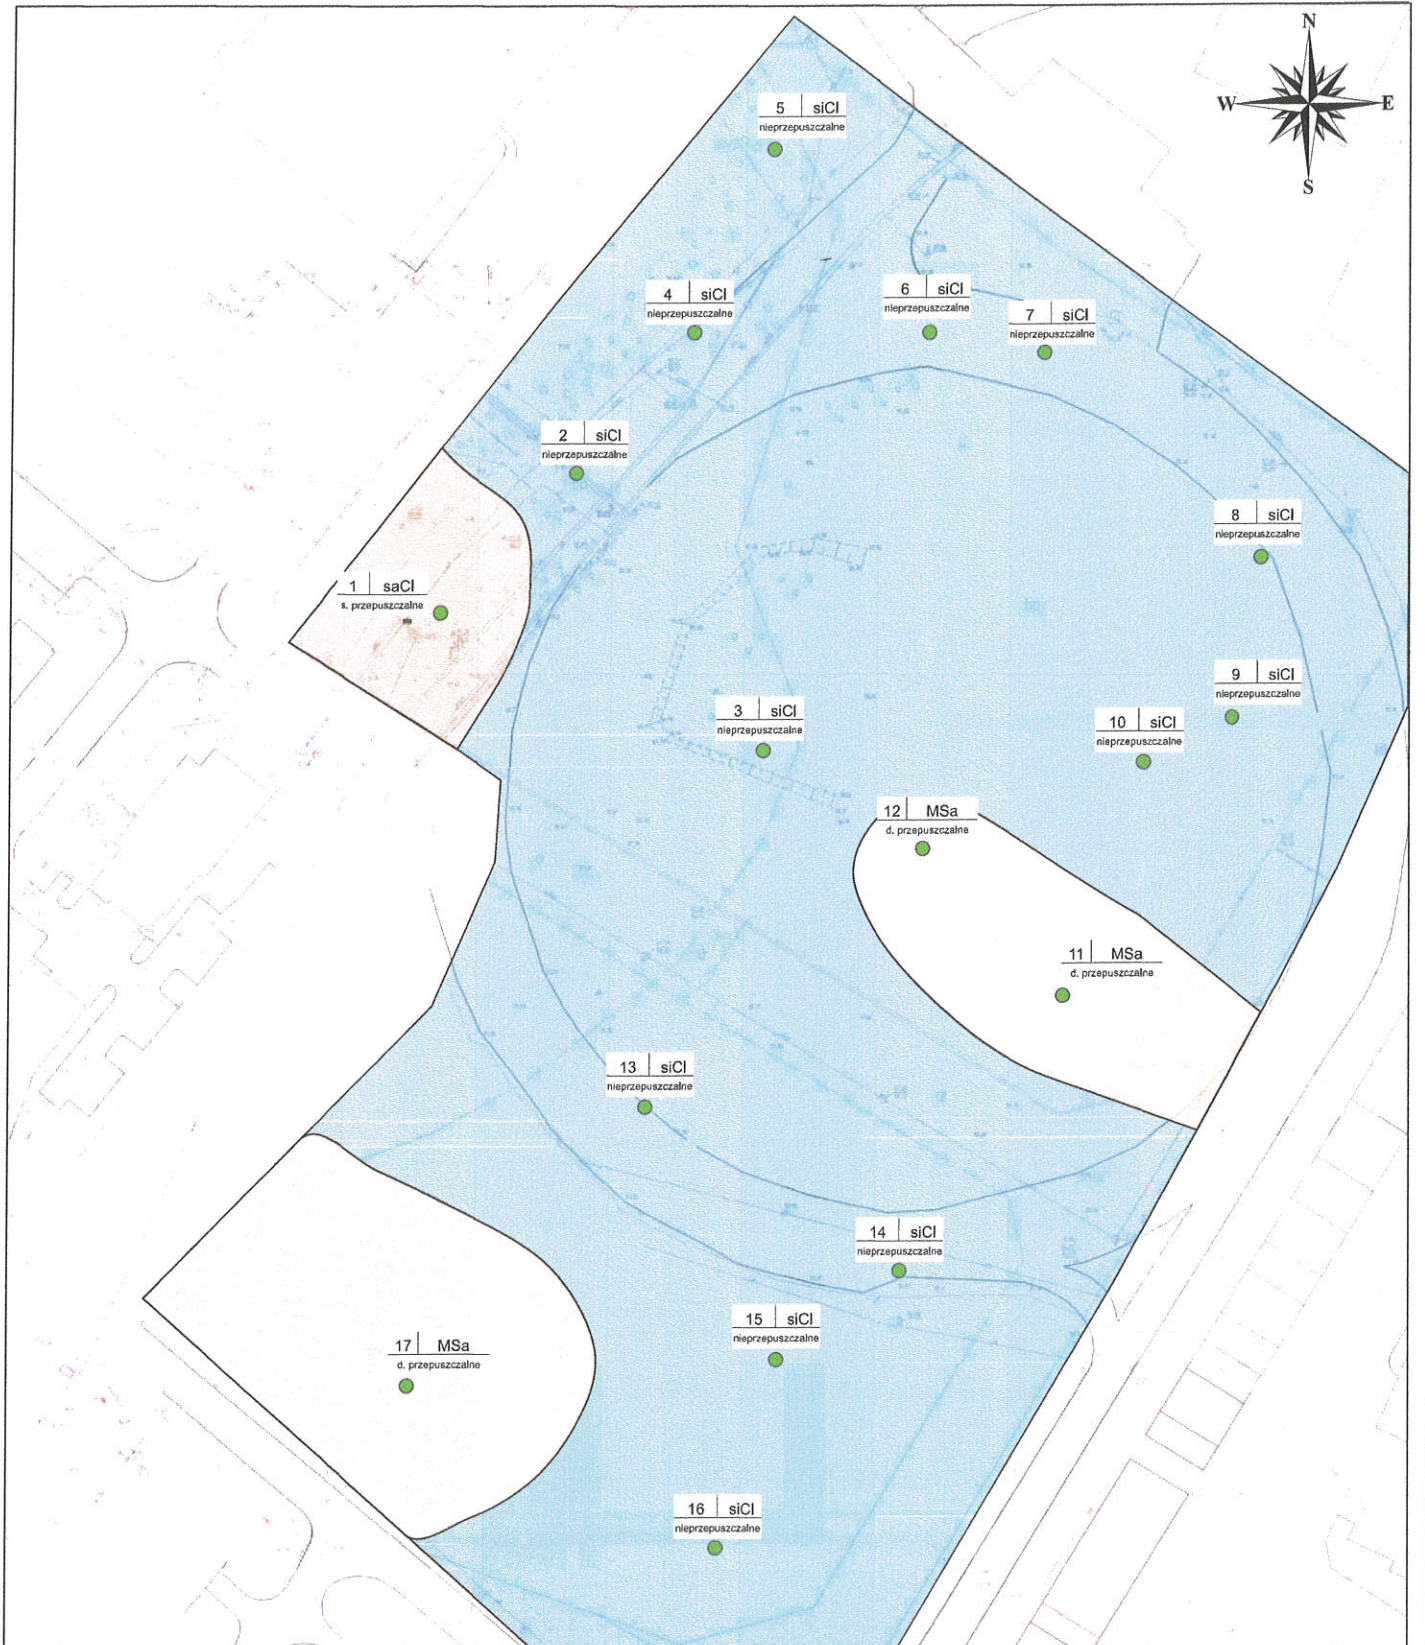 N
W E
S
5 siCl
nieprzepuszczalne
4 siCl
nieprzepuszczalne
6 siCl
nieprzepuszczalne
7 siCl
nieprzepuszczalne
2 siCl
nieprzepuszczalne
8 siCl
nieprzepuszczalne
1 saCl
s. przepuszczalne
9 siCl
nieprzepuszczalne
3 siCl
nieprzepuszczalne
10 siCl
nieprzepuszczalne
12 MSa
d. przepuszczalne
11 MSa
d. przepuszczalne
13 siCl
nieprzepuszczalne
14 siCl
nieprzepuszczalne
15 siCl
nieprzepuszczalne
17 MSa
d. przepuszczalne
16 siCl
nieprzepuszczalne